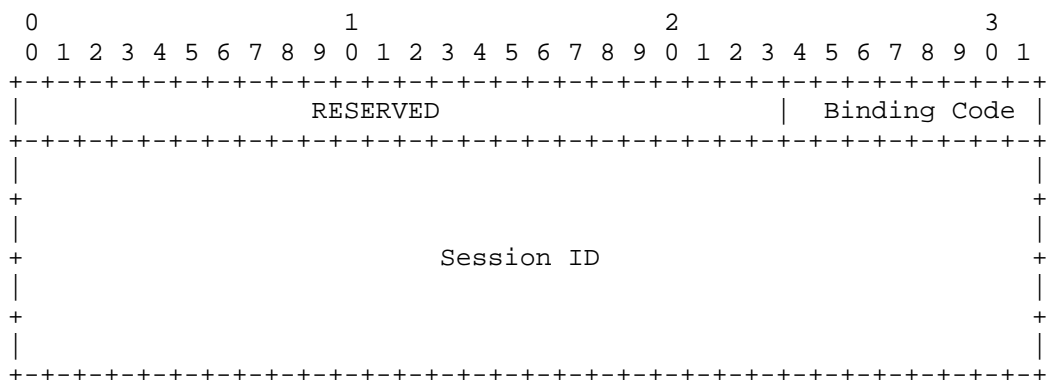 0                   1                   2                   3
 0 1 2 3 4 5 6 7 8 9 0 1 2 3 4 5 6 7 8 9 0 1 2 3 4 5 6 7 8 9 0 1
+-+-+-+-+-+-+-+-+-+-+-+-+-+-+-+-+-+-+-+-+-+-+-+-+-+-+-+-+-+-+-+-+
|                   RESERVED                    |  Binding Code |
+-+-+-+-+-+-+-+-+-+-+-+-+-+-+-+-+-+-+-+-+-+-+-+-+-+-+-+-+-+-+-+-+
|                                                               |
+                                                               +
|                                                               |
+                          Session ID                           +
|                                                               |
+                                                               +
|                                                               |
+-+-+-+-+-+-+-+-+-+-+-+-+-+-+-+-+-+-+-+-+-+-+-+-+-+-+-+-+-+-+-+-+